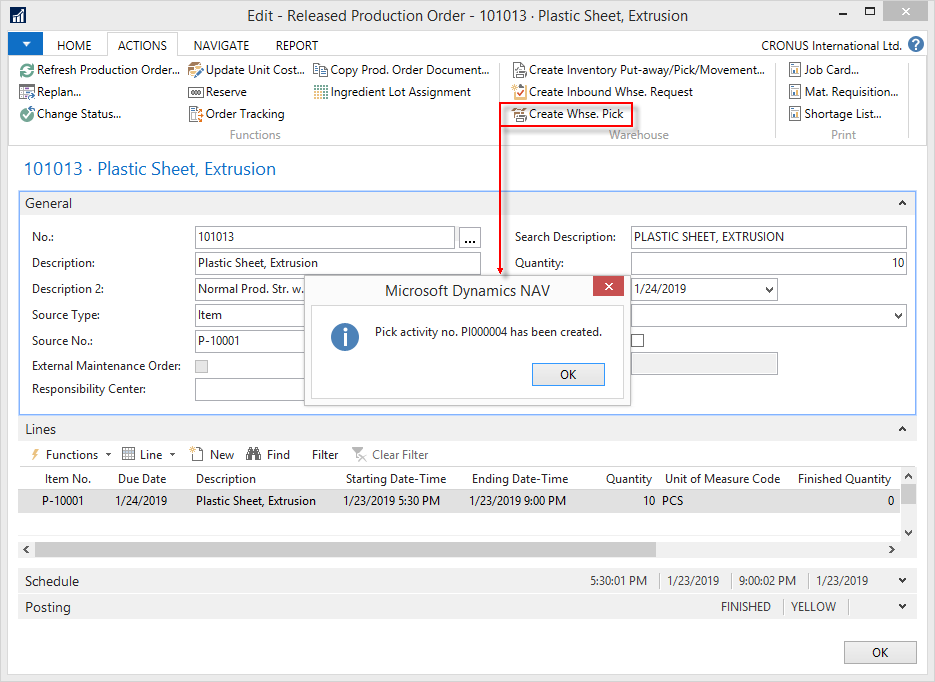 Edit - Released Production Order - 101013 · Plastic Sheet, Extrusion
HOME ACTIONS NAVIGATE REPORT CRONUS International Ltd. ?
Refresh Production Order... Update Unit Cost... Copy Prod. Order Document... Create Inventory Put-away/Pick/Movement... Job Card...
Replan... Reserve Ingredient Lot Assignment Create Inbound Whse. Request Mat. Requisition...
Change Status... Order Tracking Create Whse. Pick Shortage List...
Functions Warehouse Print
101013 · Plastic Sheet, Extrusion
General
No.: 101013 ... Search Description: PLASTIC SHEET, EXTRUSION
Description: Plastic Sheet, Extrusion Quantity: 10
Description 2: Normal Prod. Str. w. 1/24/2019
Source Type: Item
Source No.: P-10001
External Maintenance Order:
Responsibility Center:
Microsoft Dynamics NAV
Pick activity no. PI000004 has been created.
OK
Lines
Functions Line New Find Filter Clear Filter
Item No. Due Date Description Starting Date-Time Ending Date-Time Quantity Unit of Measure Code Finished Quantity
P-10001 1/24/2019 Plastic Sheet, Extrusion 1/23/2019 5:30 PM 1/23/2019 9:00 PM 10 PCS 0
Schedule 5:30:01 PM 1/23/2019 9:00:02 PM 1/23/2019
Posting FINISHED YELLOW
OK